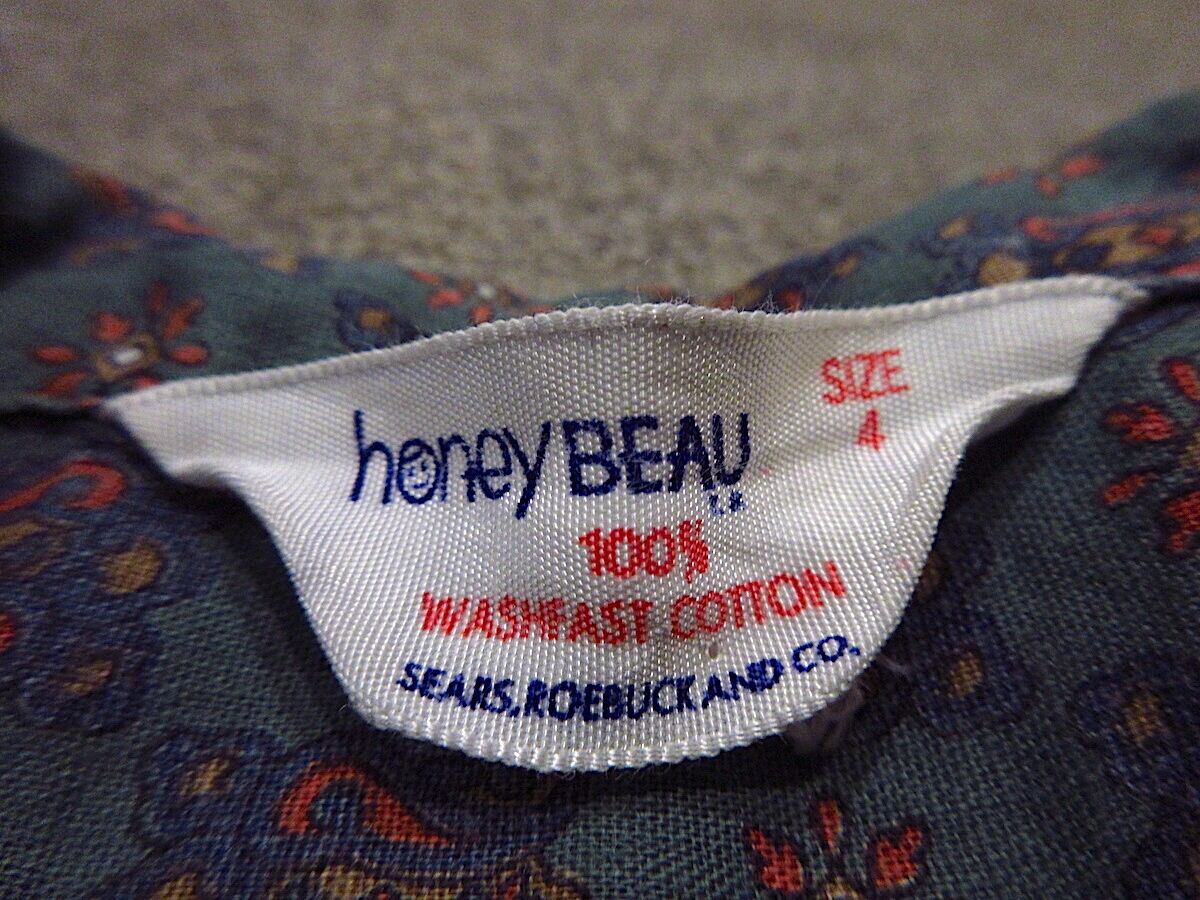 SIZE
4
honey BEAU
100%
WASHFAST COTTON
SEARS, ROEBUCK AND CO.